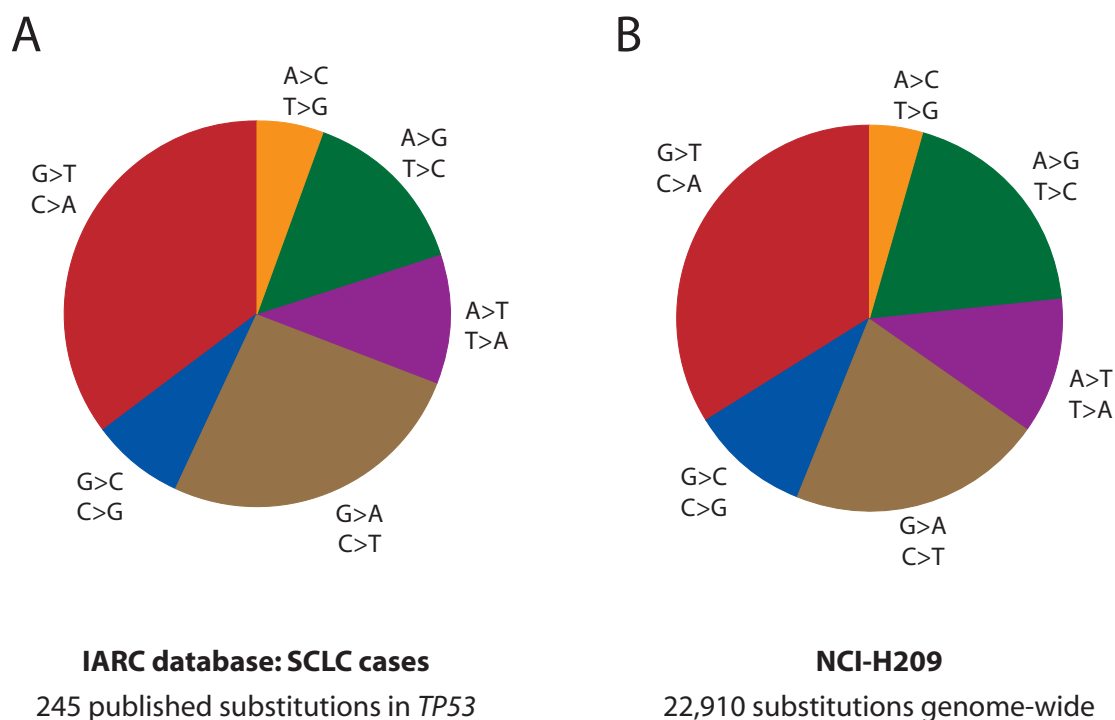 A
A>C
T>G
A>G
T>C
G>T
C>A
A>T
T>A
G>C
C>G
G>A
C>T
IARC database: SCLC cases
245 published substitutions in TP53
B
A>C
T>G
A>G
T>C
G>T
C>A
A>T
T>A
G>C
C>G
G>A
C>T
NCI-H209
22,910 substitutions genome-wide